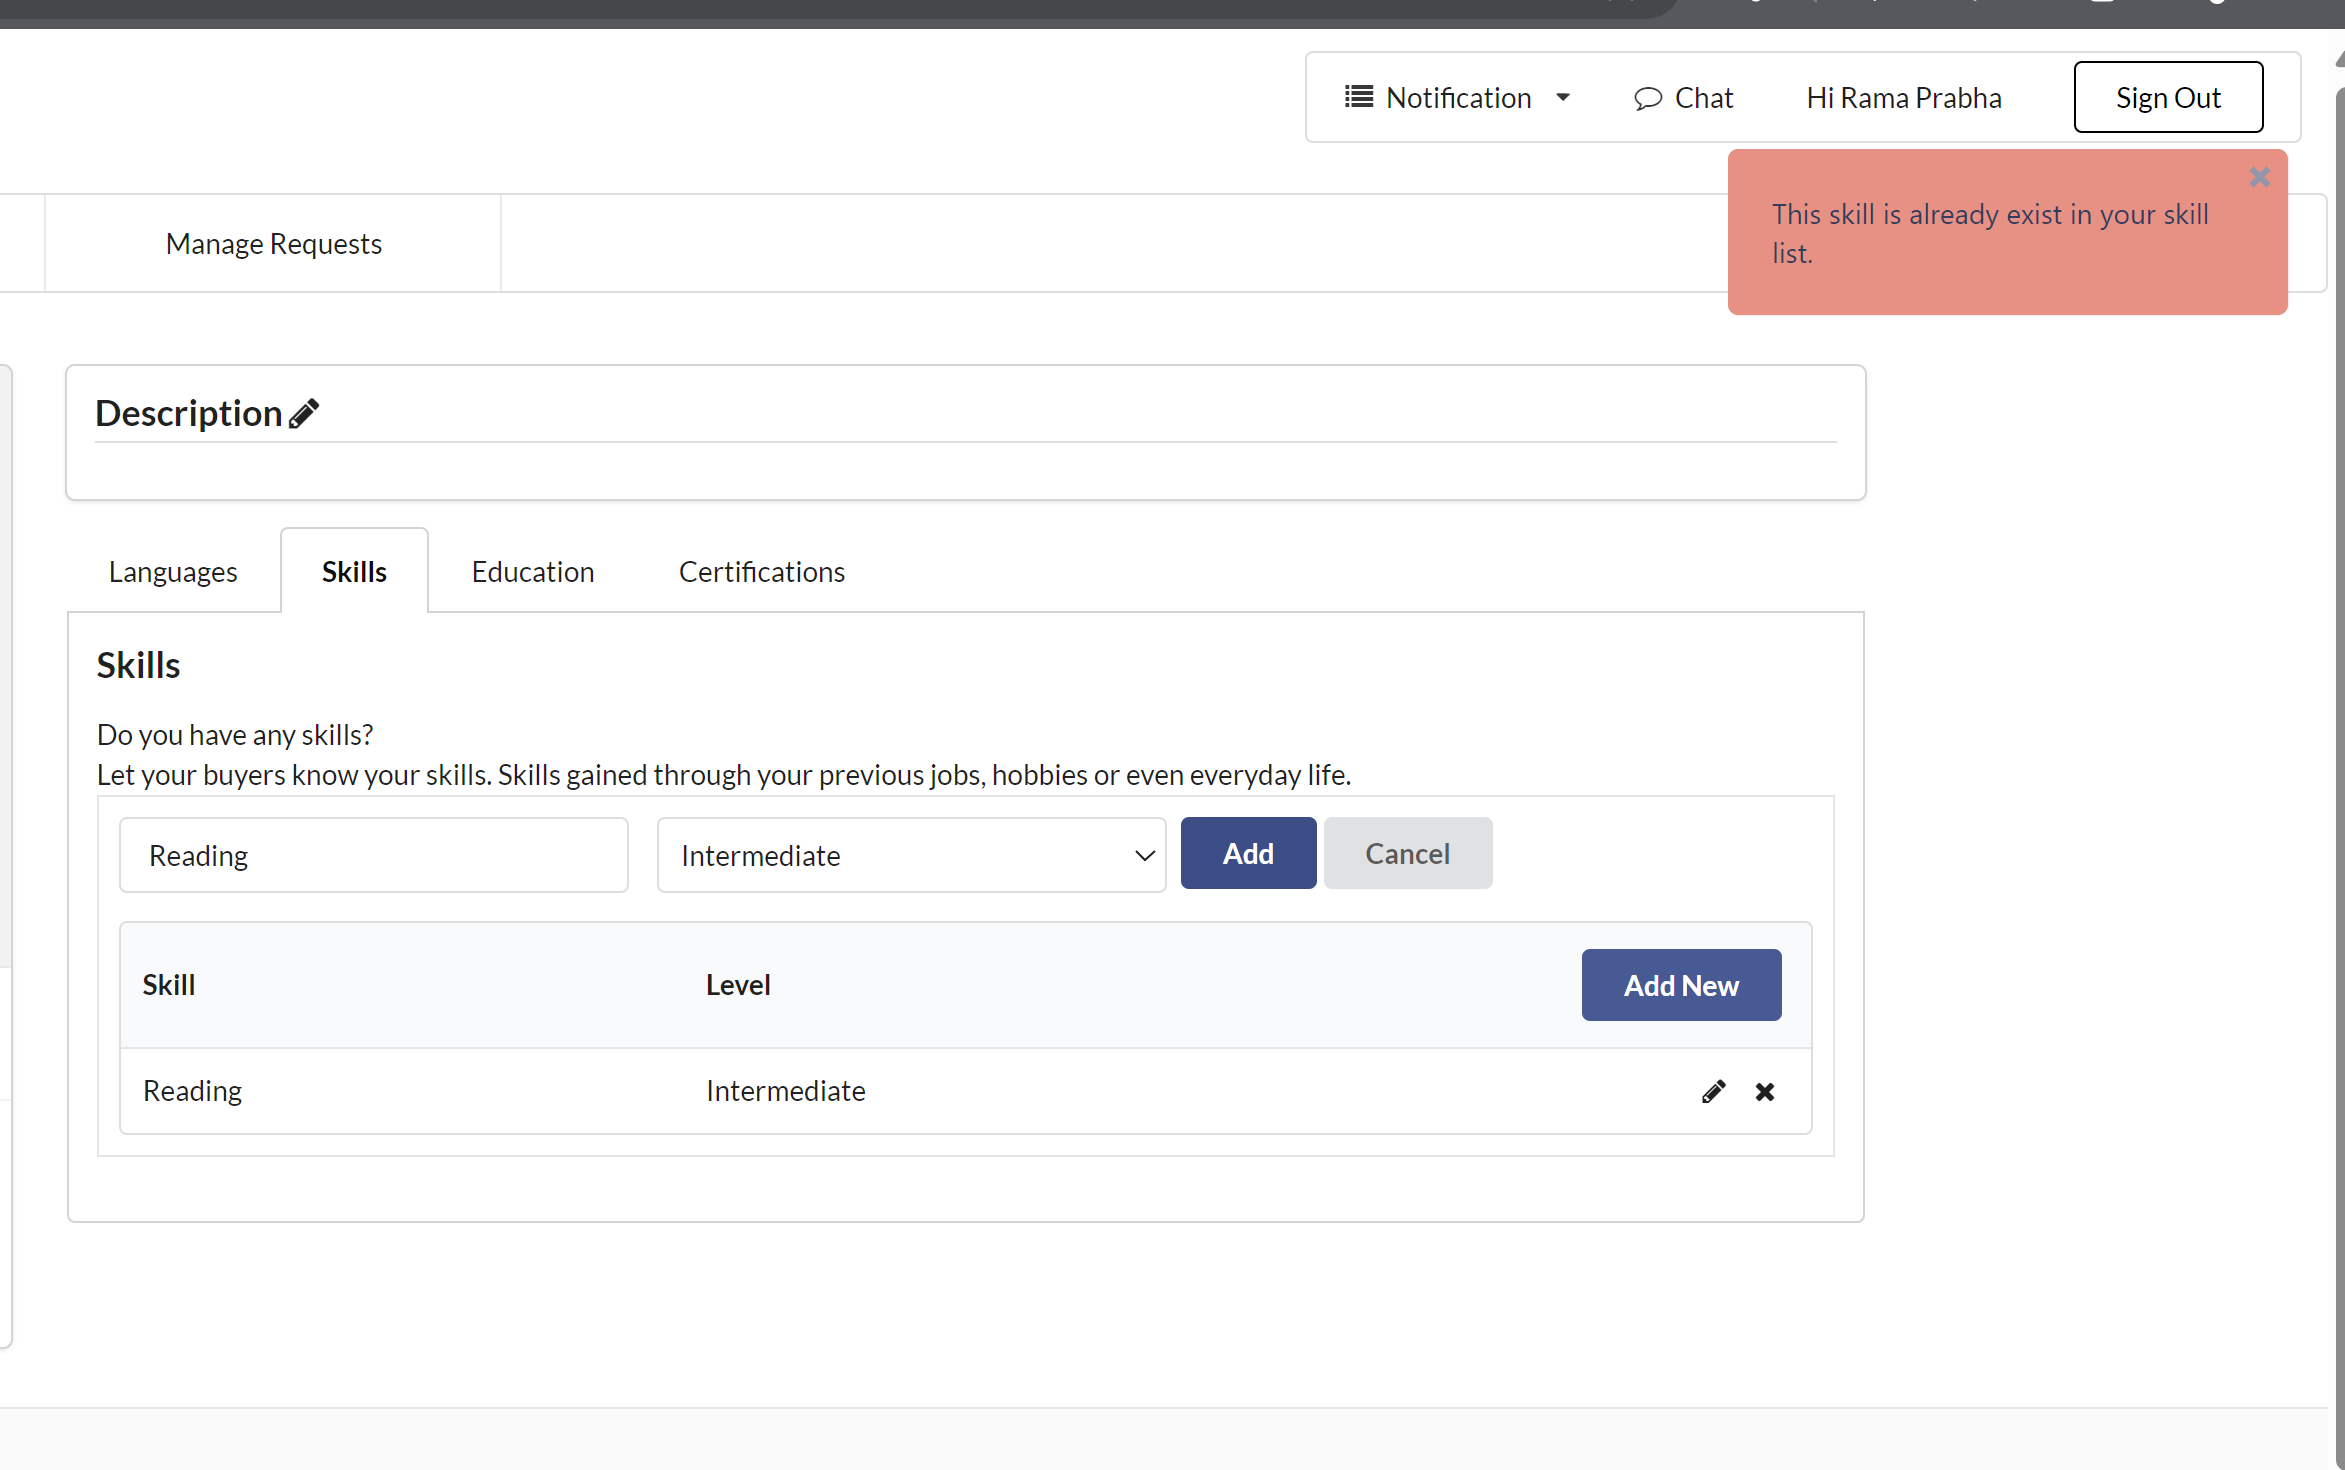 Notification
Chat
Hi Rama Prabha
Sign Out
This skill is already exist in your skill
list.
Manage Requests
Description
Languages
Skills
Education
Certifications
Skills
Do you have any skills?
Let your buyers know your skills. Skills gained through your previous jobs, hobbies or even everyday life.
Reading
Intermediate
Add
Cancel
Skill
Level
Add New
Reading
Intermediate